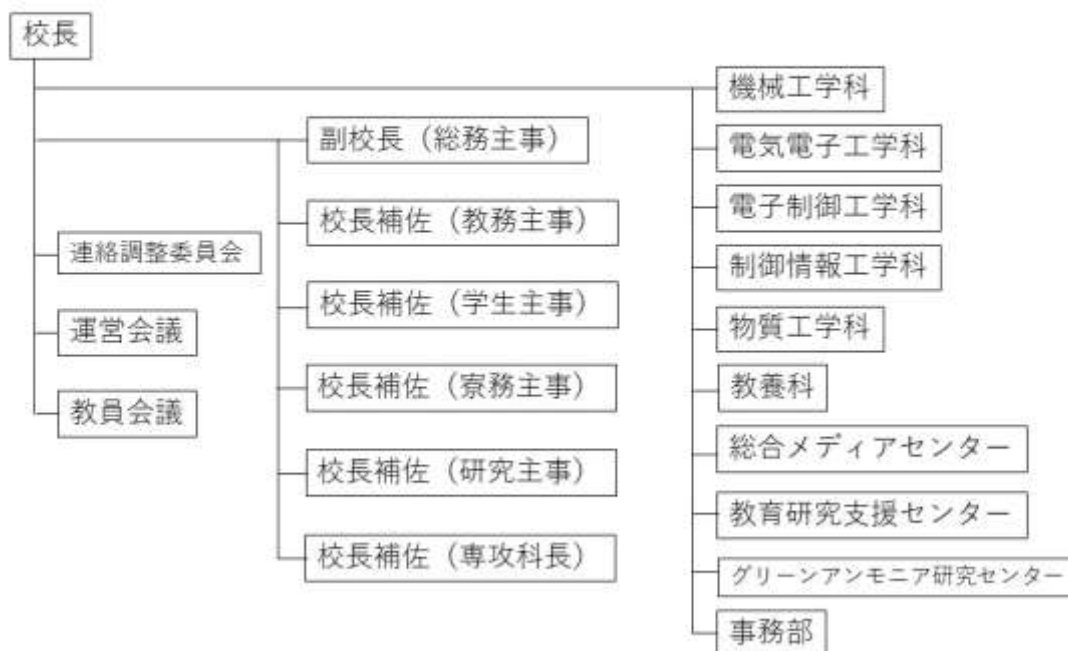 校長
連絡調整委員会
運営会議
教員会議
副校長（総務主事）
校長補佐（教務主事）
校長補佐（学生主事）
校長補佐（寮務主事）
校長補佐（研究主事）
校長補佐（専攻科長）
機械工学科
電気電子工学科
電子制御工学科
制御情報工学科
物質工学科
教養科
総合メディアセンター
教育研究支援センター
グリーンアンモニア研究センター
事務部